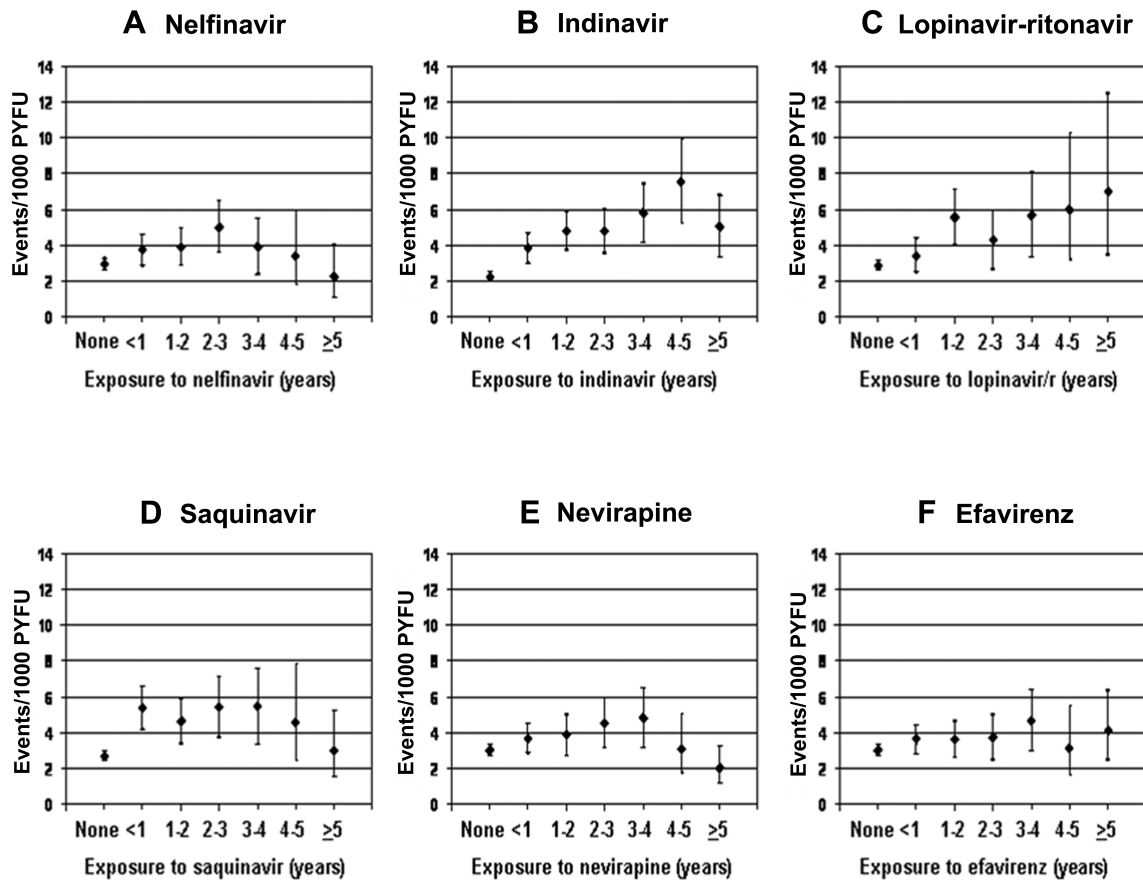 A Nelfinavir
Events/1000 PYFU
14
12
10
8
6
4
2
0
None <1 1-2 2-3 3-4 4-5 ≥5
Exposure to nelfinavir (years)
B Indinavir
Events/1000 PYFU
14
12
10
8
6
4
2
0
None <1 1-2 2-3 3-4 4-5 ≥5
Exposure to indinavir (years)
C Lopinavir-ritonavir
Events/1000 PYFU
14
12
10
8
6
4
2
0
None <1 1-2 2-3 3-4 4-5 ≥5
Exposure to lopinavir/r (years)
D Saquinavir
Events/1000 PYFU
14
12
10
8
6
4
2
0
None <1 1-2 2-3 3-4 4-5 ≥5
Exposure to saquinavir (years)
E Nevirapine
Events/1000 PYFU
14
12
10
8
6
4
2
0
None <1 1-2 2-3 3-4 4-5 ≥5
Exposure to nevirapine (years)
F Efavirenz
Events/1000 PYFU
14
12
10
8
6
4
2
0
None <1 1-2 2-3 3-4 4-5 ≥5
Exposure to efavirenz (years)